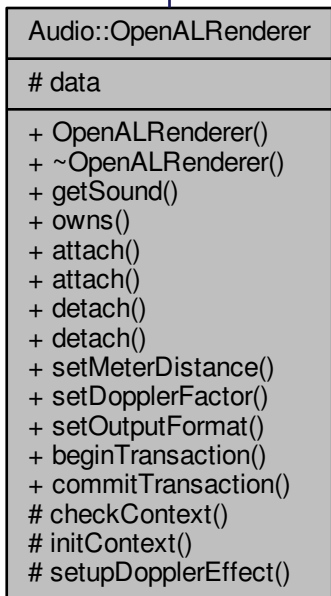 Audio::OpenALRenderer
# data
+ OpenALRenderer()
+ ~OpenALRenderer()
+ getSound()
+ owns()
+ attach()
+ attach()
+ detach()
+ detach()
+ setMeterDistance()
+ setDopplerFactor()
+ setOutputFormat()
+ beginTransaction()
+ commitTransaction()
# checkContext()
# initContext()
# setupDopplerEffect()